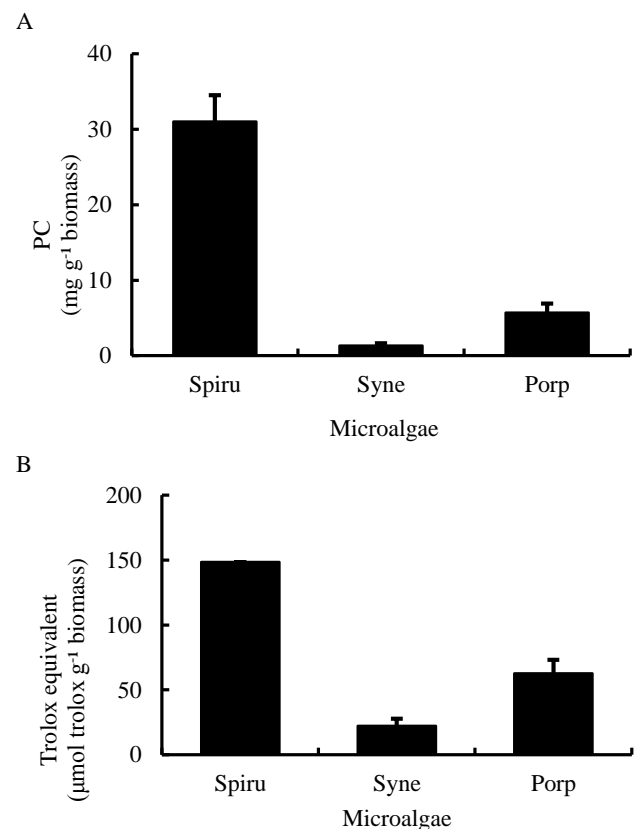 A
40
30
20
10
0
PC
(mg g⁻¹ biomass)
Spiru Syne Porp
Microalgae
B
200
150
100
50
0
Trolox equivalent
(µmol trolox g⁻¹ biomass)
Spiru Syne Porp
Microalgae